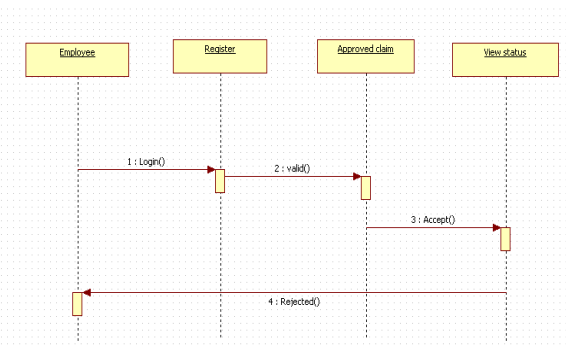 Employee
Register
Approved claim
View status
1 : Login()
2 : valid()
3 : Accept()
4 : Rejected()